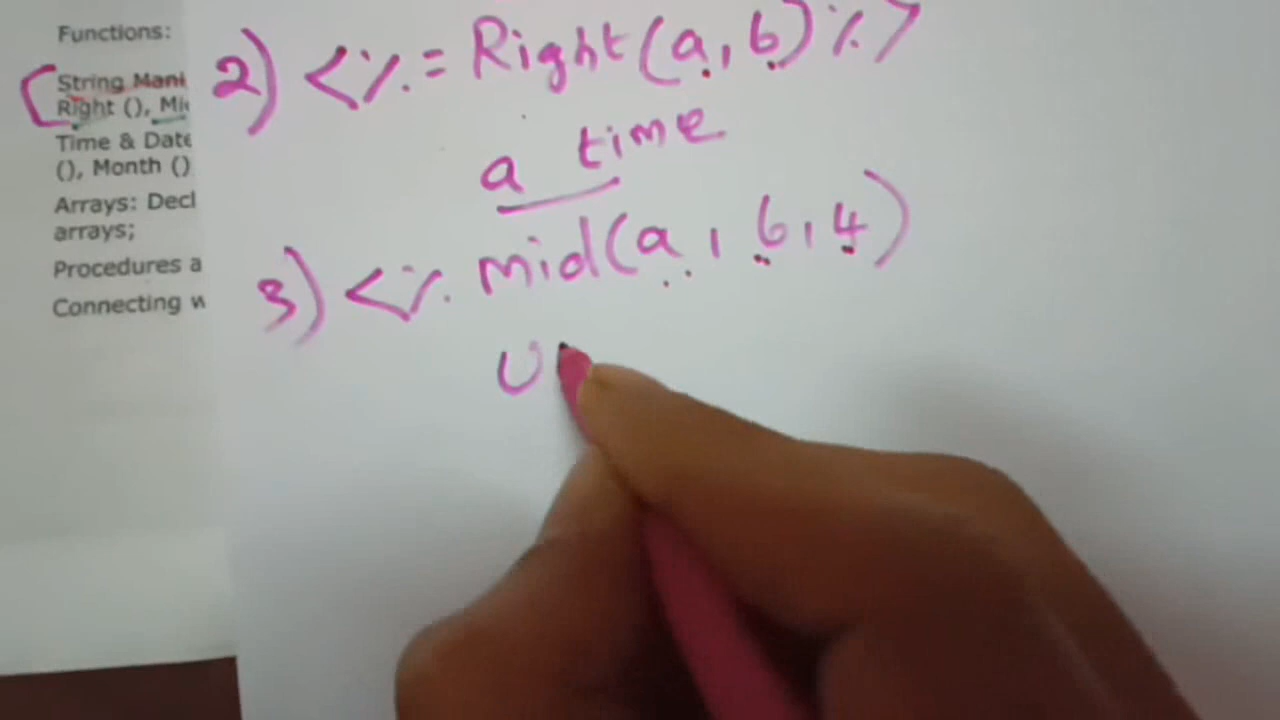 Functions:
String Mani
Right (), Mid
Time & Date
(), Month ()
Arrays: Decl
arrays;
Procedures a
Connecting w
2) <%= Right(a, 6) %>
a time
3) <% mid(a, 6, 4)
U